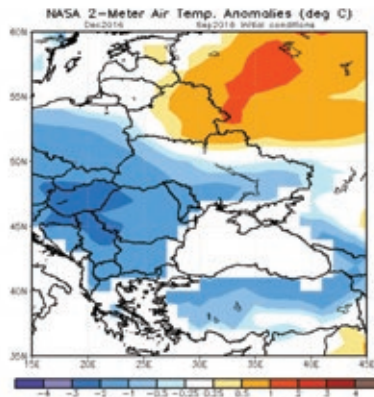 NASA 2-Meter Air Temp. Anomalies (deg C)
Dec2016 Sep2016 Initial conditions
60N
55N
50N
45N
40N
35N
15E 20E 25E 30E 35E 40E 45E
-4 -3 -2 -1 -0.5 -0.25 0.25 0.5 1 2 3 4